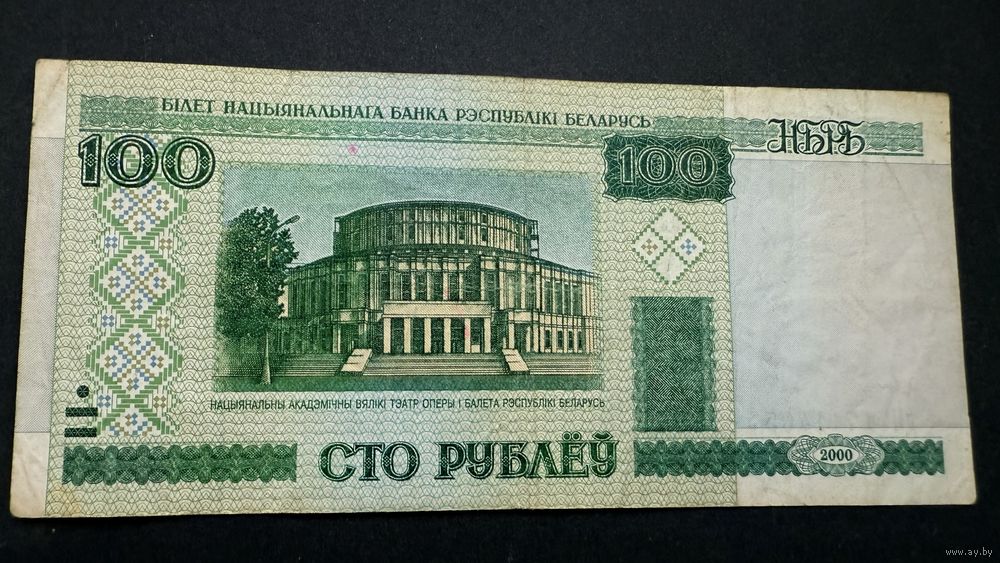 БІЛЕТ НАЦЫЯНАЛЬНАГА БАНКА РЭСПУБЛІКІ БЕЛАРУСЬ
НБРБ
100
100
НАЦЫЯНАЛЬНЫ АКАДЭМІЧНЫ ВЯЛІКІ ТЭАТР ОПЕРЫ І БАЛЕТА РЭСПУБЛІКІ БЕЛАРУСЬ
СТО РУБЛЁЎ
2000
www.ay.by